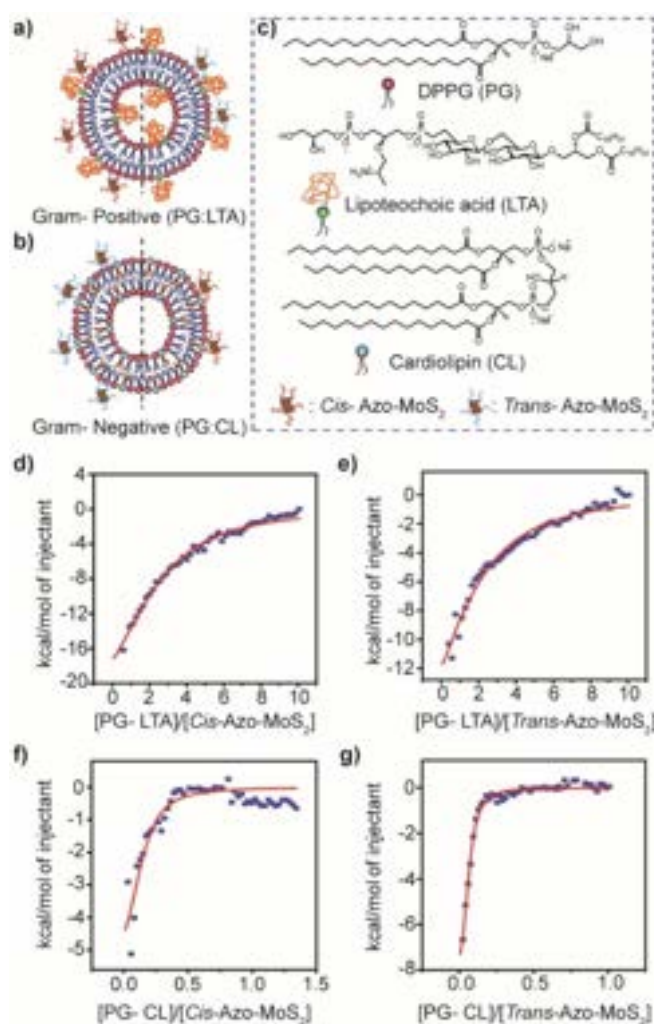 a)
Gram- Positive (PG:LTA)
b)
Gram- Negative (PG:CL)
c)
DPPG (PG)
Lipoteochoic acid (LTA)
Cardiolipin (CL)
: Cis- Azo-MoS₂
: Trans- Azo-MoS₂
d)
kcal/mol of injectant
4
0
-4
-8
-12
-16
-20
0 2 4 6 8 10
[PG- LTA]/[Cis-Azo-MoS₂]
e)
kcal/mol of injectant
0
-2
-4
-6
-8
-10
-12
0 2 4 6 8 10
[PG- LTA]/[Trans-Azo-MoS₂]
f)
kcal/mol of injectant
0
-1
-2
-3
-4
-5
0.0 0.5 1.0 1.5
[PG- CL]/[Cis-Azo-MoS₂]
g)
kcal/mol of injectant
0
-2
-4
-6
-8
0.0 0.5 1.0
[PG- CL]/[Trans-Azo-MoS₂]